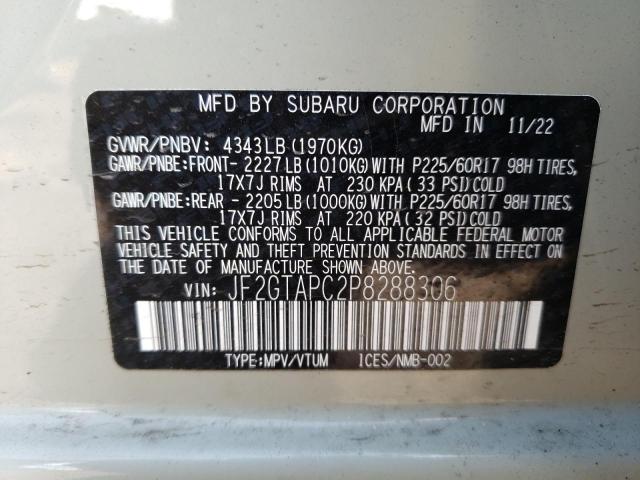 MFD BY SUBARU CORPORATION
MFD IN 11/22
GVWR/PNBV: 4343LB(1970KG)
GAWR/PNBE:FRONT- 2227LB(1010KG)WITH P225/60R17 98H TIRES,
17X7J RIMS AT 230 KPA(33 PSI)COLD
GAWR/PNBE:REAR - 2205LB(1000KG)WITH P225/60R17 98H TIRES,
17X7J RIMS AT 220 KPA(32 PSI)COLD
THIS VEHICLE CONFORMS TO ALL APPLICABLE FEDERAL MOTOR
VEHICLE SAFETY AND THEFT PREVENTION STANDARDS IN EFFECT ON
THE DATE OF MANUFACTURE SHOWN ABOVE.
VIN: JF2GTAPC2P8288306
TYPE:MPV/VTUM ICES/NMB-002